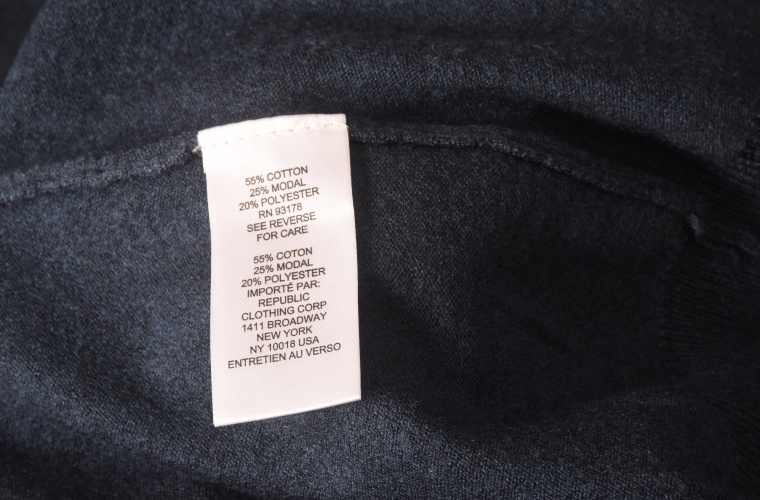 55% COTTON
25% MODAL
20% POLYESTER
RN 93178
SEE REVERSE
FOR CARE
55% COTON
25% MODAL
20% POLYESTER
IMPORTÉ PAR:
REPUBLIC
CLOTHING CORP
1411 BROADWAY
NEW YORK
NY 10018 USA
ENTRETIEN AU VERSO